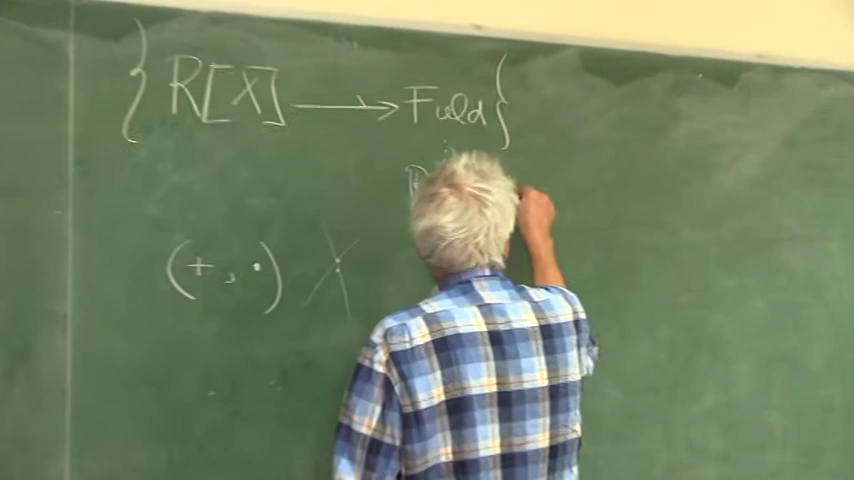 { R[X] → Field }
(+, ·)